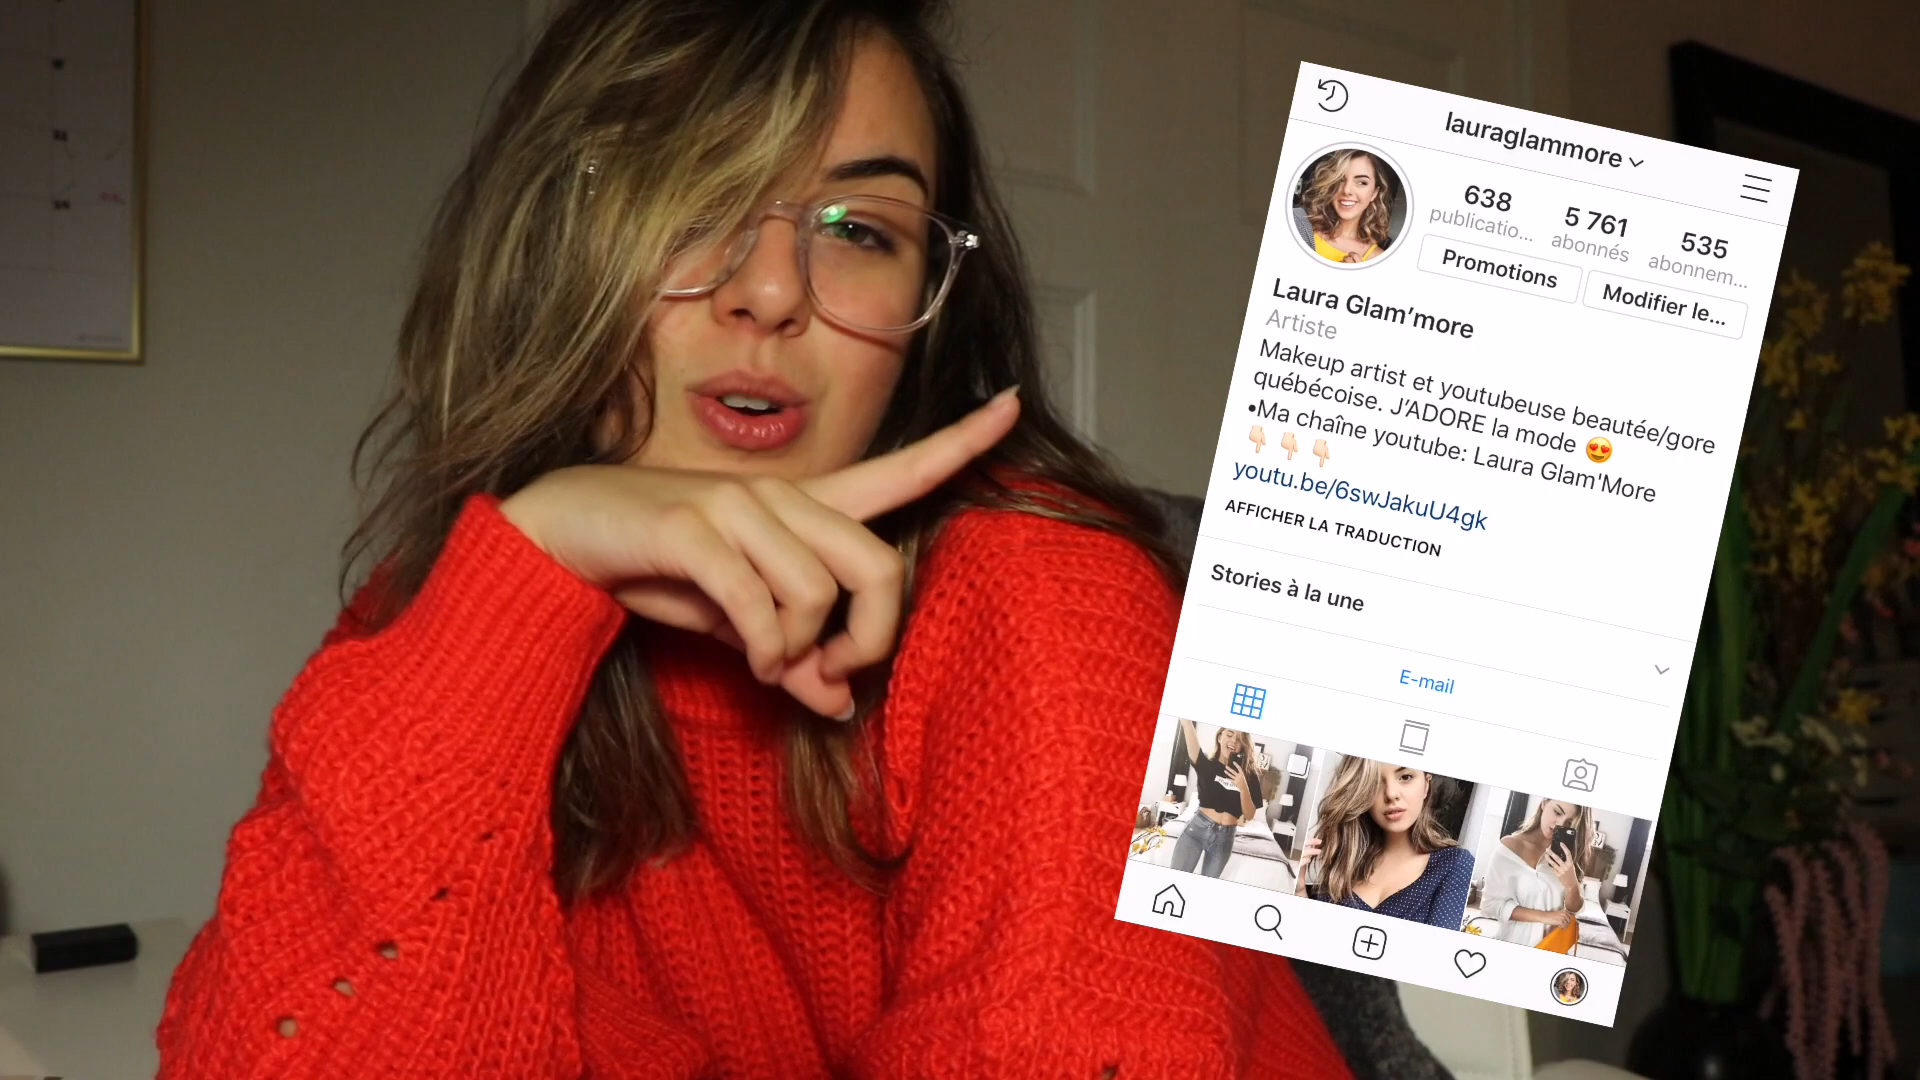 lauraglammore
638
publicatio...
5 761
abonnés
535
abonnem...
Promotions
Modifier le...
Laura Glam’more
Artiste
Makeup artist et youtubeuse beautée/gore
québécoise. J’ADORE la mode 😍
•Ma chaîne youtube: Laura Glam’More
👇🏻👇🏻👇🏻
youtu.be/6swJakuU4gk
AFFICHER LA TRADUCTION
Stories à la une
E-mail